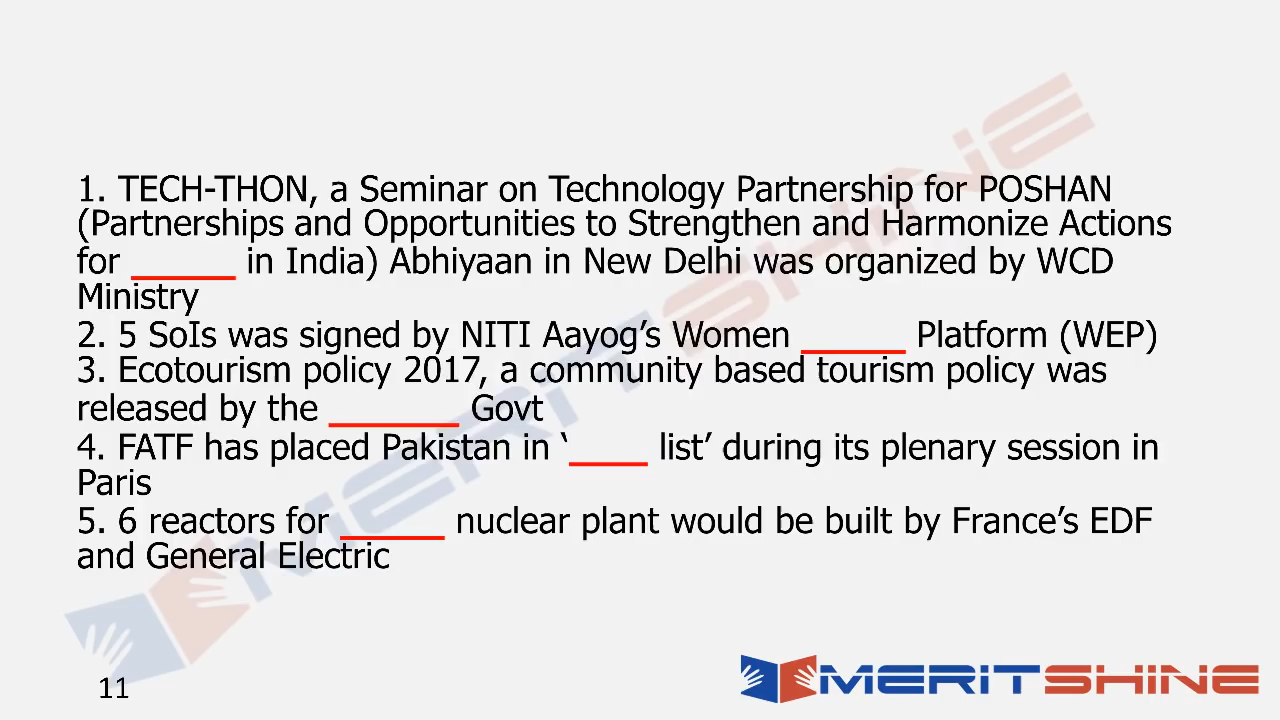 1. TECH-THON, a Seminar on Technology Partnership for POSHAN
(Partnerships and Opportunities to Strengthen and Harmonize Actions
for ______ in India) Abhiyaan in New Delhi was organized by WCD
Ministry
2. 5 SoIs was signed by NITI Aayog’s Women ______ Platform (WEP)
3. Ecotourism policy 2017, a community based tourism policy was
released by the _______ Govt
4. FATF has placed Pakistan in ‘____ list’ during its plenary session in
Paris
5. 6 reactors for ______ nuclear plant would be built by France’s EDF
and General Electric
MERITSHINE
11
MERITSHINE